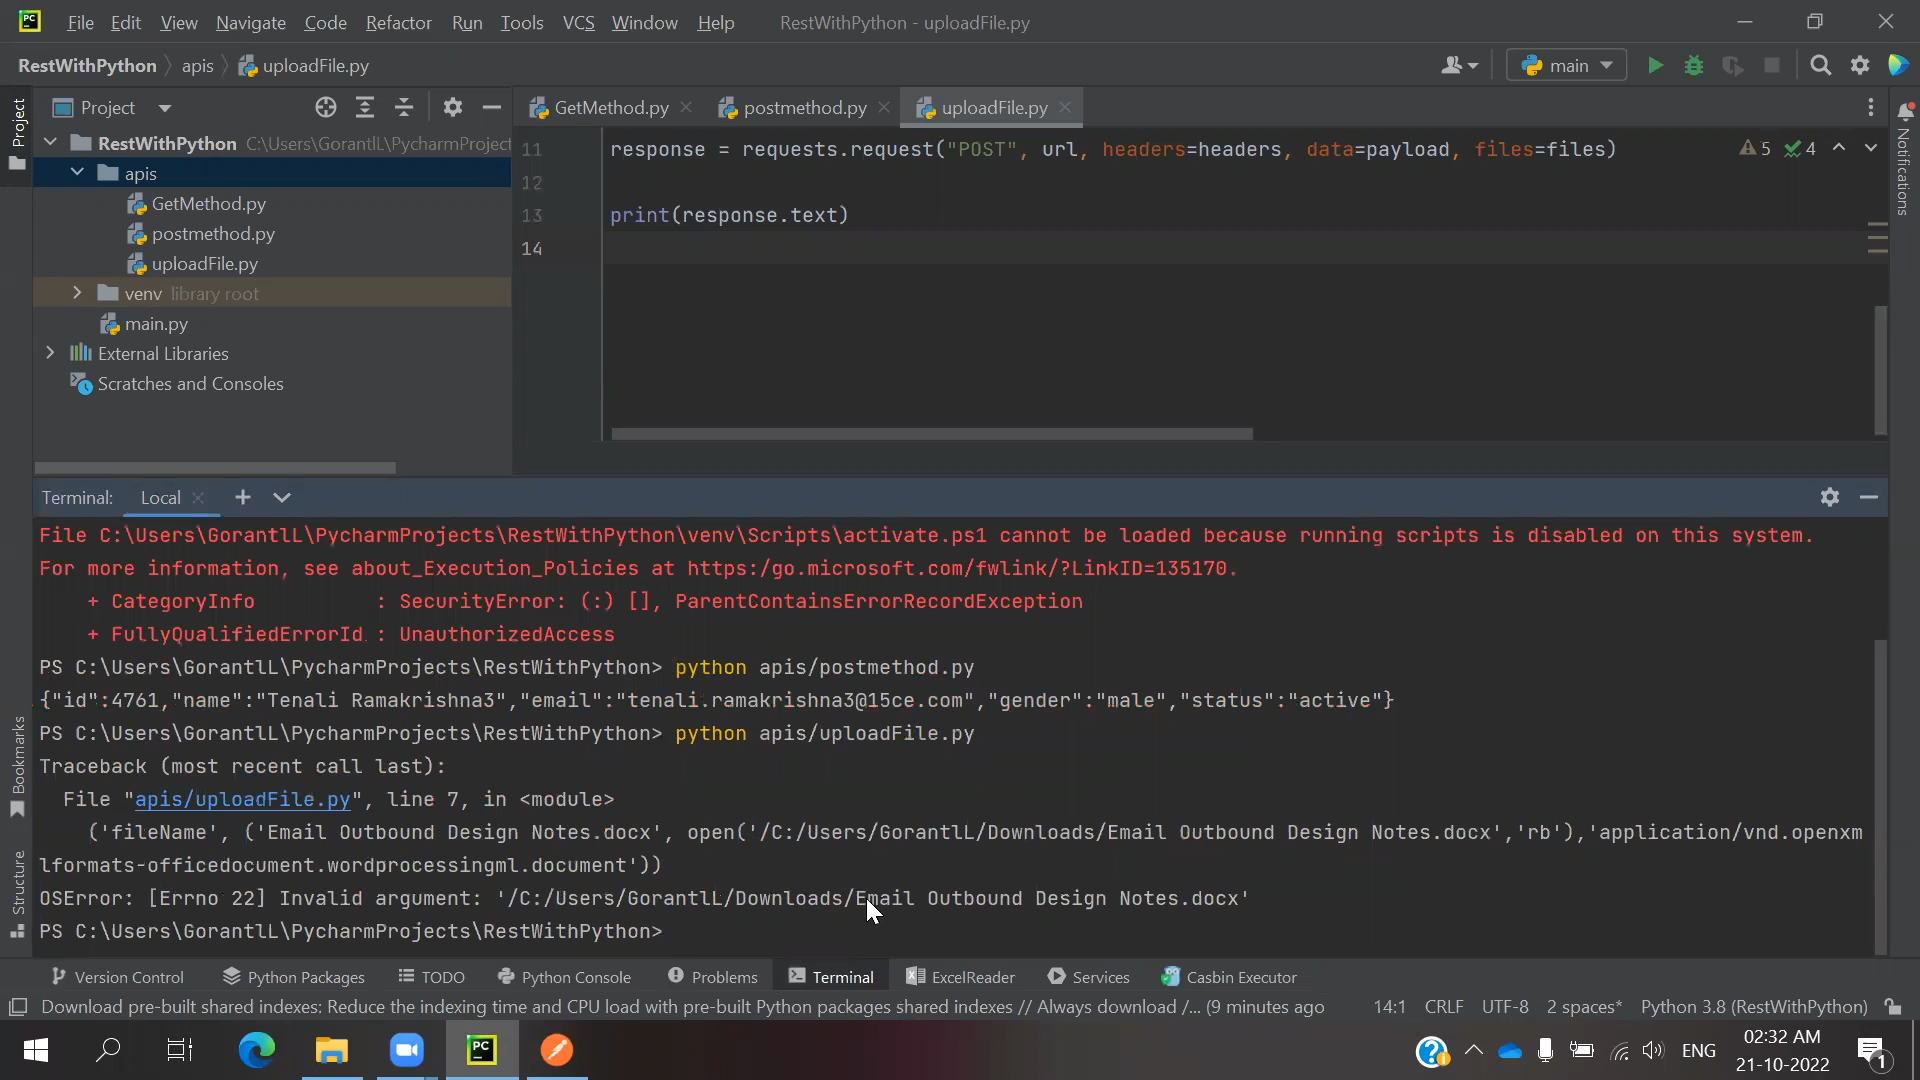 PC File Edit View Navigate Code Refactor Run Tools VCS Window Help RestWithPython - uploadFile.py
RestWithPython apis uploadFile.py main
Project GetMethod.py postmethod.py uploadFile.py
Project
RestWithPython C:\Users\GorantlL\PycharmProject
apis
GetMethod.py
postmethod.py
uploadFile.py
venv library root
main.py
External Libraries
Scratches and Consoles
11 response = requests.request("POST", url, headers=headers, data=payload, files=files)
5 4
12
13 print(response.text)
14
Notifications
Terminal: Local
File C:\Users\GorantlL\PycharmProjects\RestWithPython\venv\Scripts\activate.ps1 cannot be loaded because running scripts is disabled on this system.
For more information, see about_Execution_Policies at https:/go.microsoft.com/fwlink/?LinkID=135170.
+ CategoryInfo : SecurityError: (:) [], ParentContainsErrorRecordException
+ FullyQualifiedErrorId : UnauthorizedAccess
PS C:\Users\GorantlL\PycharmProjects\RestWithPython> python apis/postmethod.py
{"id":4761,"name":"Tenali Ramakrishna3","email":"tenali.ramakrishna3@15ce.com","gender":"male","status":"active"}
PS C:\Users\GorantlL\PycharmProjects\RestWithPython> python apis/uploadFile.py
Traceback (most recent call last):
File "apis/uploadFile.py", line 7, in <module>
('fileName', ('Email Outbound Design Notes.docx', open('/C:/Users/GorantlL/Downloads/Email Outbound Design Notes.docx','rb'),'application/vnd.openxm
lformats-officedocument.wordprocessingml.document'))
OSError: [Errno 22] Invalid argument: '/C:/Users/GorantlL/Downloads/Email Outbound Design Notes.docx'
PS C:\Users\GorantlL\PycharmProjects\RestWithPython>
Bookmarks
Structure
Version Control Python Packages TODO Python Console Problems Terminal ExcelReader Services Casbin Executor
Download pre-built shared indexes: Reduce the indexing time and CPU load with pre-built Python packages shared indexes // Always download /... (9 minutes ago 14:1 CRLF UTF-8 2 spaces* Python 3.8 (RestWithPython)
PC ENG 02:32 AM
21-10-2022
1